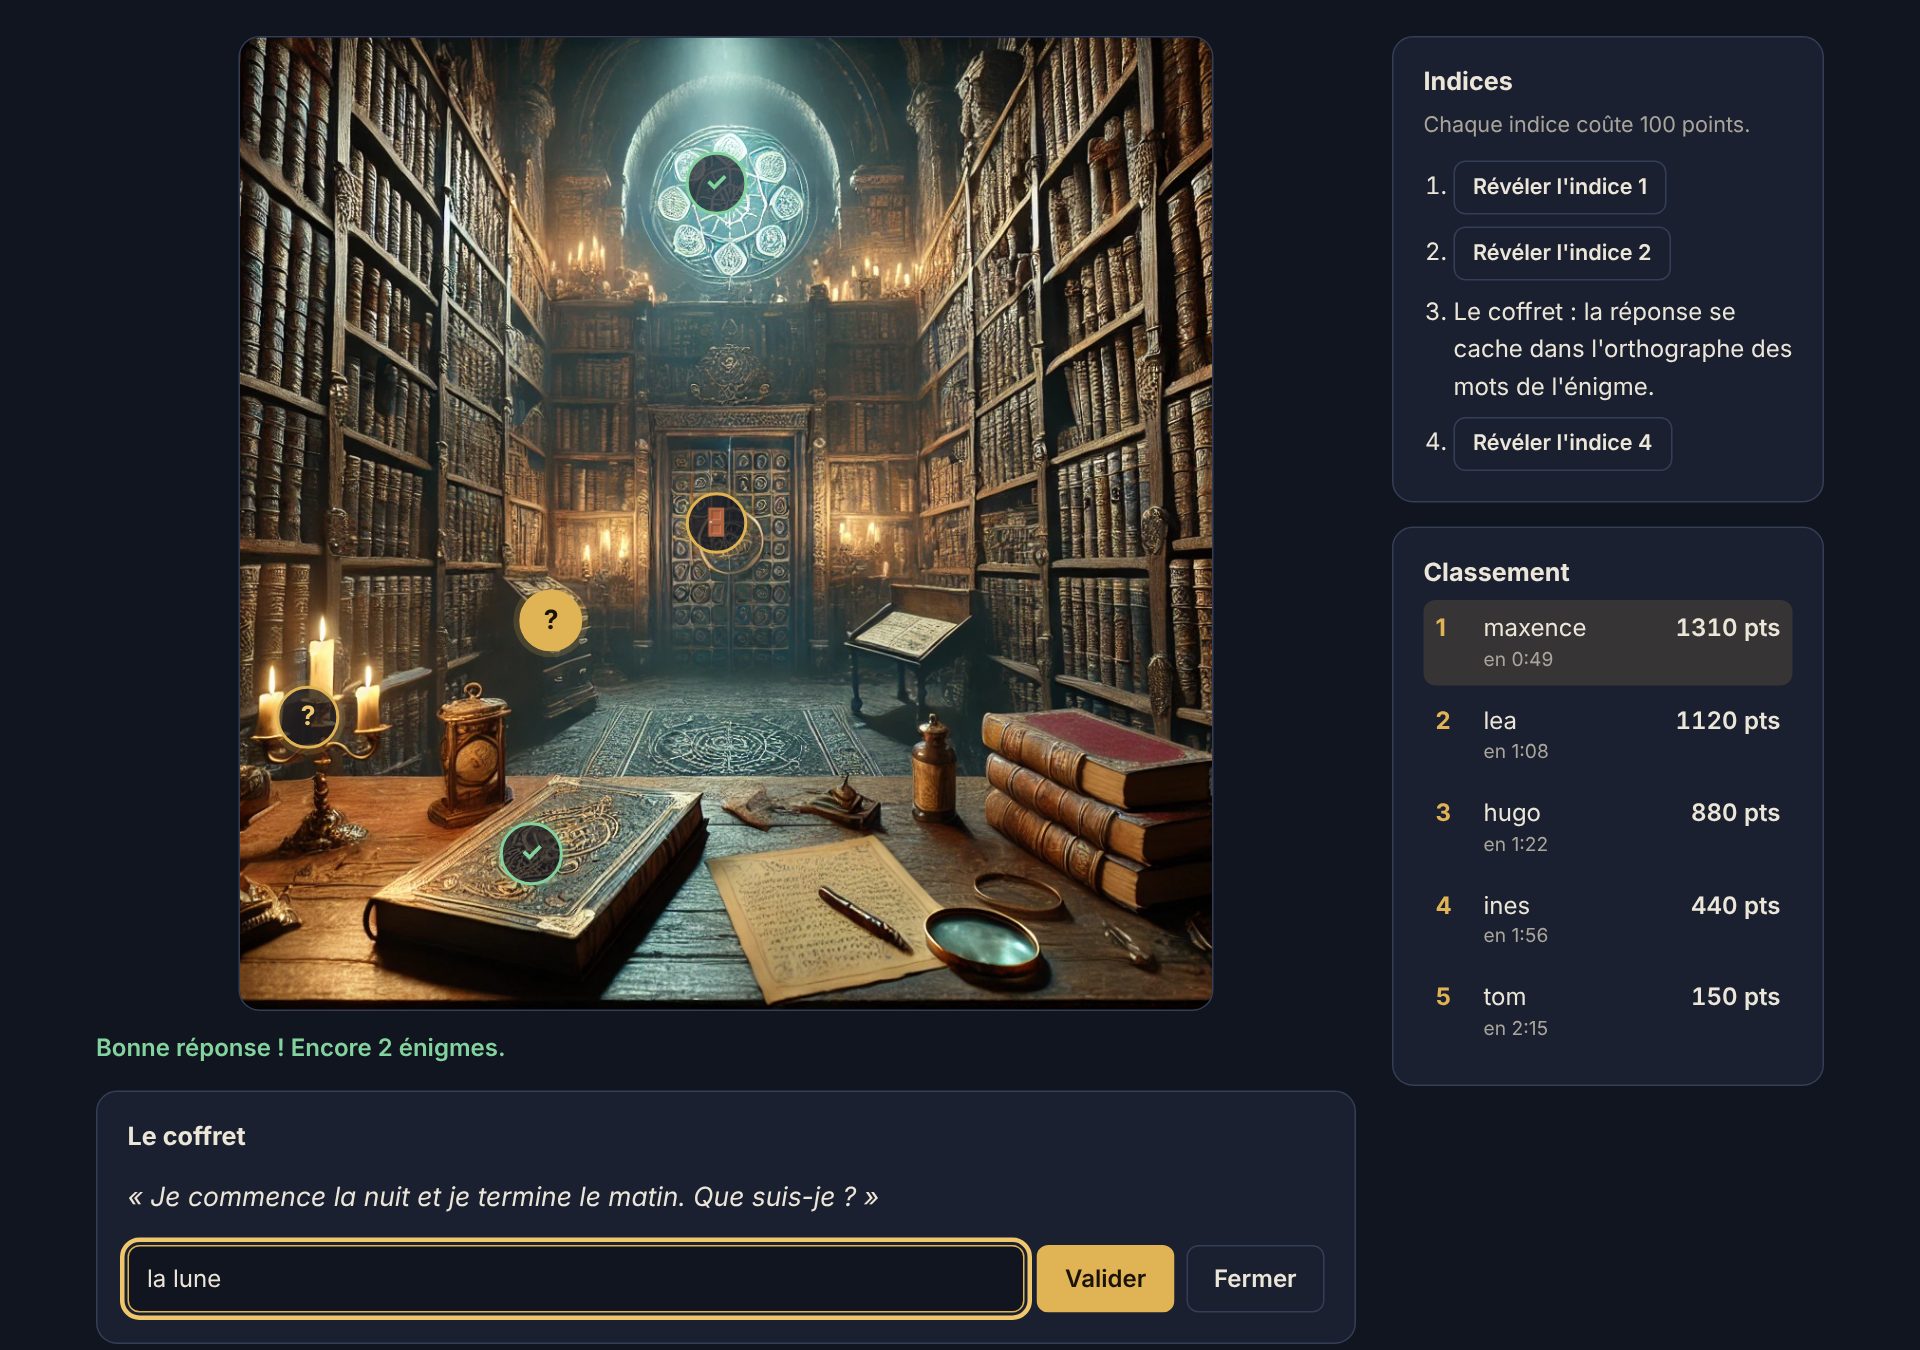 Indices
Chaque indice coûte 100 points.
1. Révéler l'indice 1
2. Révéler l'indice 2
3. Le coffret : la réponse se
cache dans l'orthographe des
mots de l'énigme.
4. Révéler l'indice 4
Classement
1 maxence 1310 pts
en 0:49
2 lea 1120 pts
en 1:08
3 hugo 880 pts
en 1:22
4 ines 440 pts
en 1:56
5 tom 150 pts
en 2:15
?
?
Bonne réponse ! Encore 2 énigmes.
Le coffret
« Je commence la nuit et je termine le matin. Que suis-je ? »
la lune
Valider Fermer